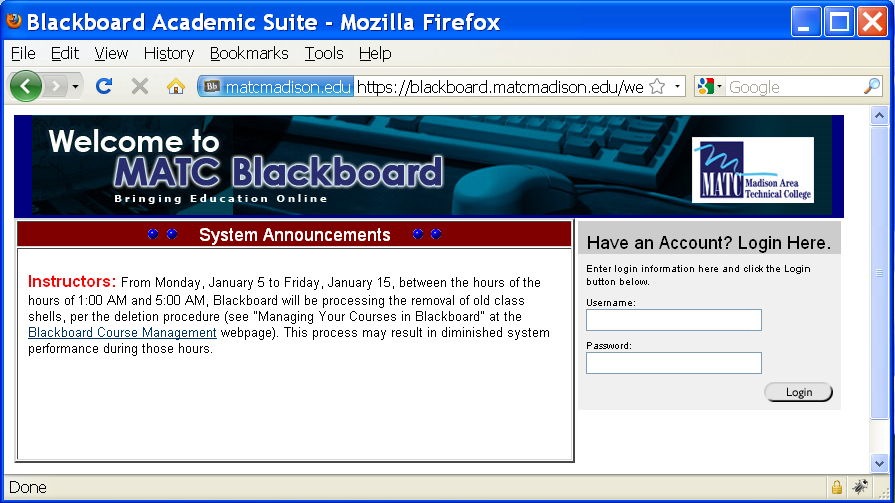 Blackboard Academic Suite - Mozilla Firefox
File Edit View History Bookmarks Tools Help
Bb matcmadison.edu https://blackboard.matcmadison.edu/we Google
Welcome to
MATC Blackboard
Bringing Education Online
MATC Madison Area
Technical College
System Announcements
Instructors: From Monday, January 5 to Friday, January 15, between the hours of the
hours of 1:00 AM and 5:00 AM, Blackboard will be processing the removal of old class
shells, per the deletion procedure (see "Managing Your Courses in Blackboard" at the
Blackboard Course Management webpage). This process may result in diminished system
performance during those hours.
Have an Account? Login Here.
Enter login information here and click the Login
button below.
Username:
Password:
Login
Done